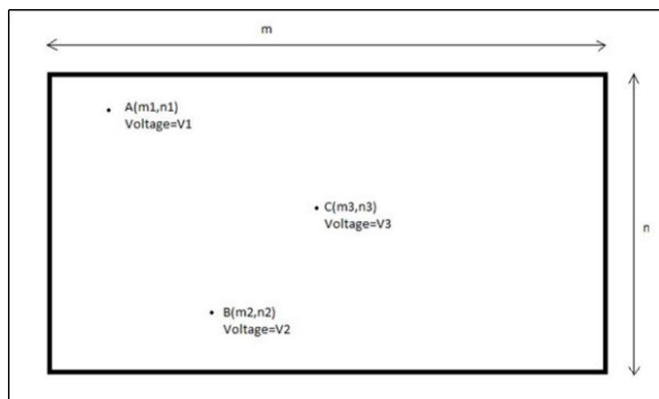 m
A(m1,n1)
Voltage=V1
C(m3,n3)
Voltage=V3
n
B(m2,n2)
Voltage=V2